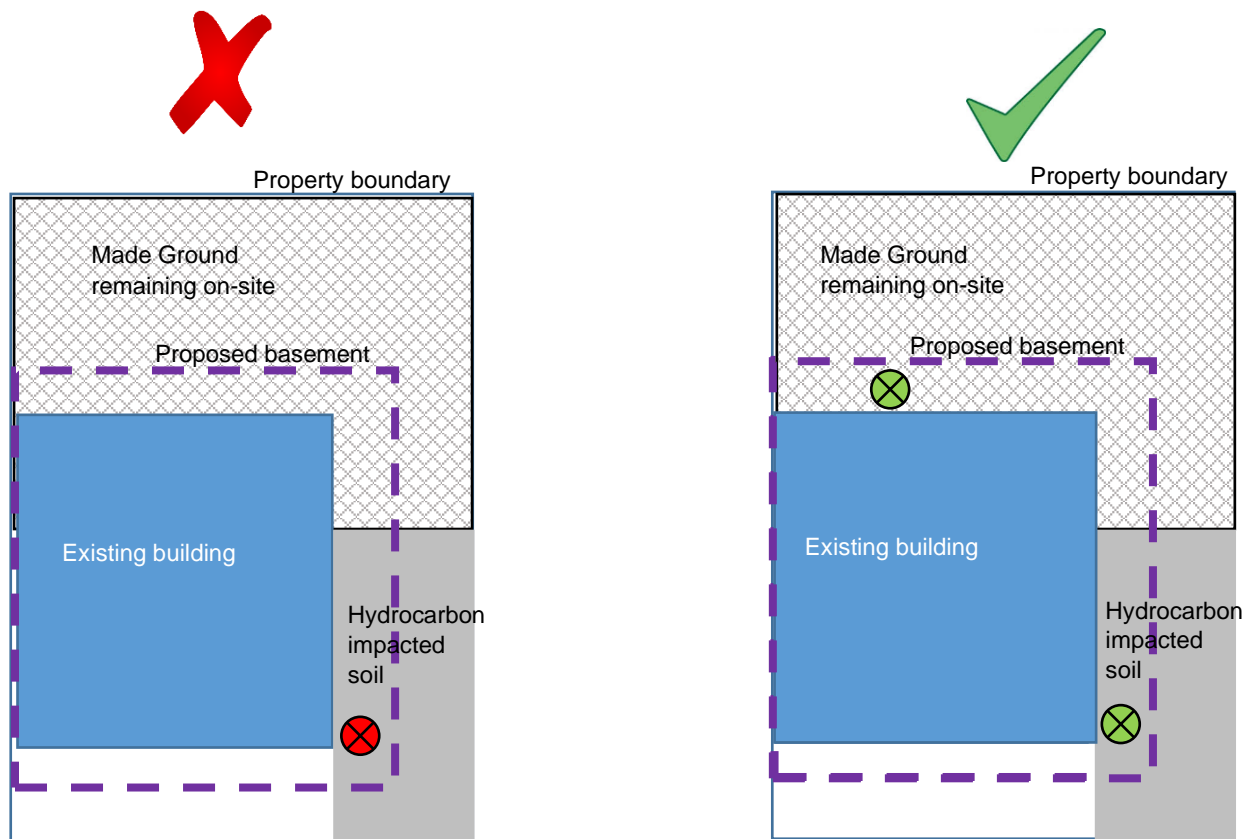 Property boundary
Made Ground
remaining on-site
Proposed basement
Existing building
Hydrocarbon
impacted
soil
Property boundary
Made Ground
remaining on-site
Proposed basement
Existing building
Hydrocarbon
impacted
soil